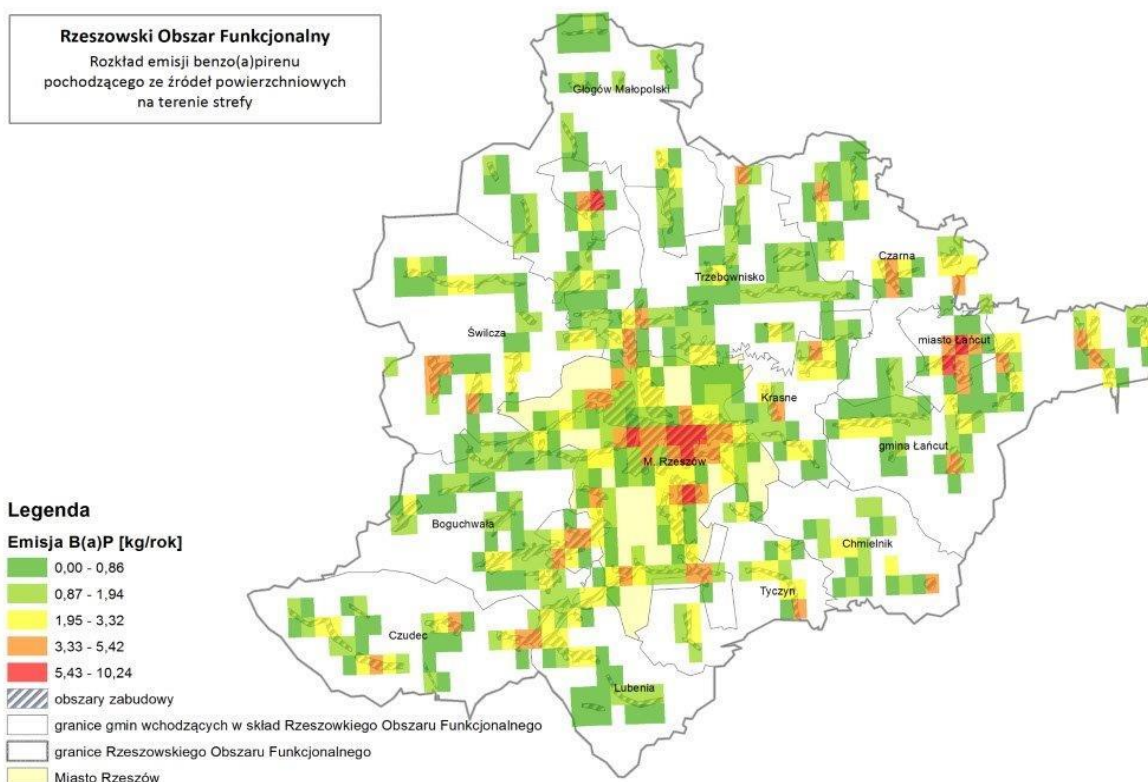 Rzeszowski Obszar Funkcjonalny
Rozkład emisji benzo(a)pirenu
pochodzącego ze źródeł powierzchniowych
na terenie strefy
Głogów Małopolski
Czarna
Trzebownisko
Świlcza
miasto Łańcut
Krasne
gmina Łańcut
M. Rzeszów
Boguchwała
Chmielnik
Tyczyn
Czudec
Lubenia
Legenda
Emisja B(a)P [kg/rok]
0,00 - 0,86
0,87 - 1,94
1,95 - 3,32
3,33 - 5,42
5,43 - 10,24
obszary zabudowy
granice gmin wchodzących w skład Rzeszowkiego Obszaru Funkcjonalnego
granice Rzeszowskiego Obszaru Funkcjonalnego
Miasto Rzeszów